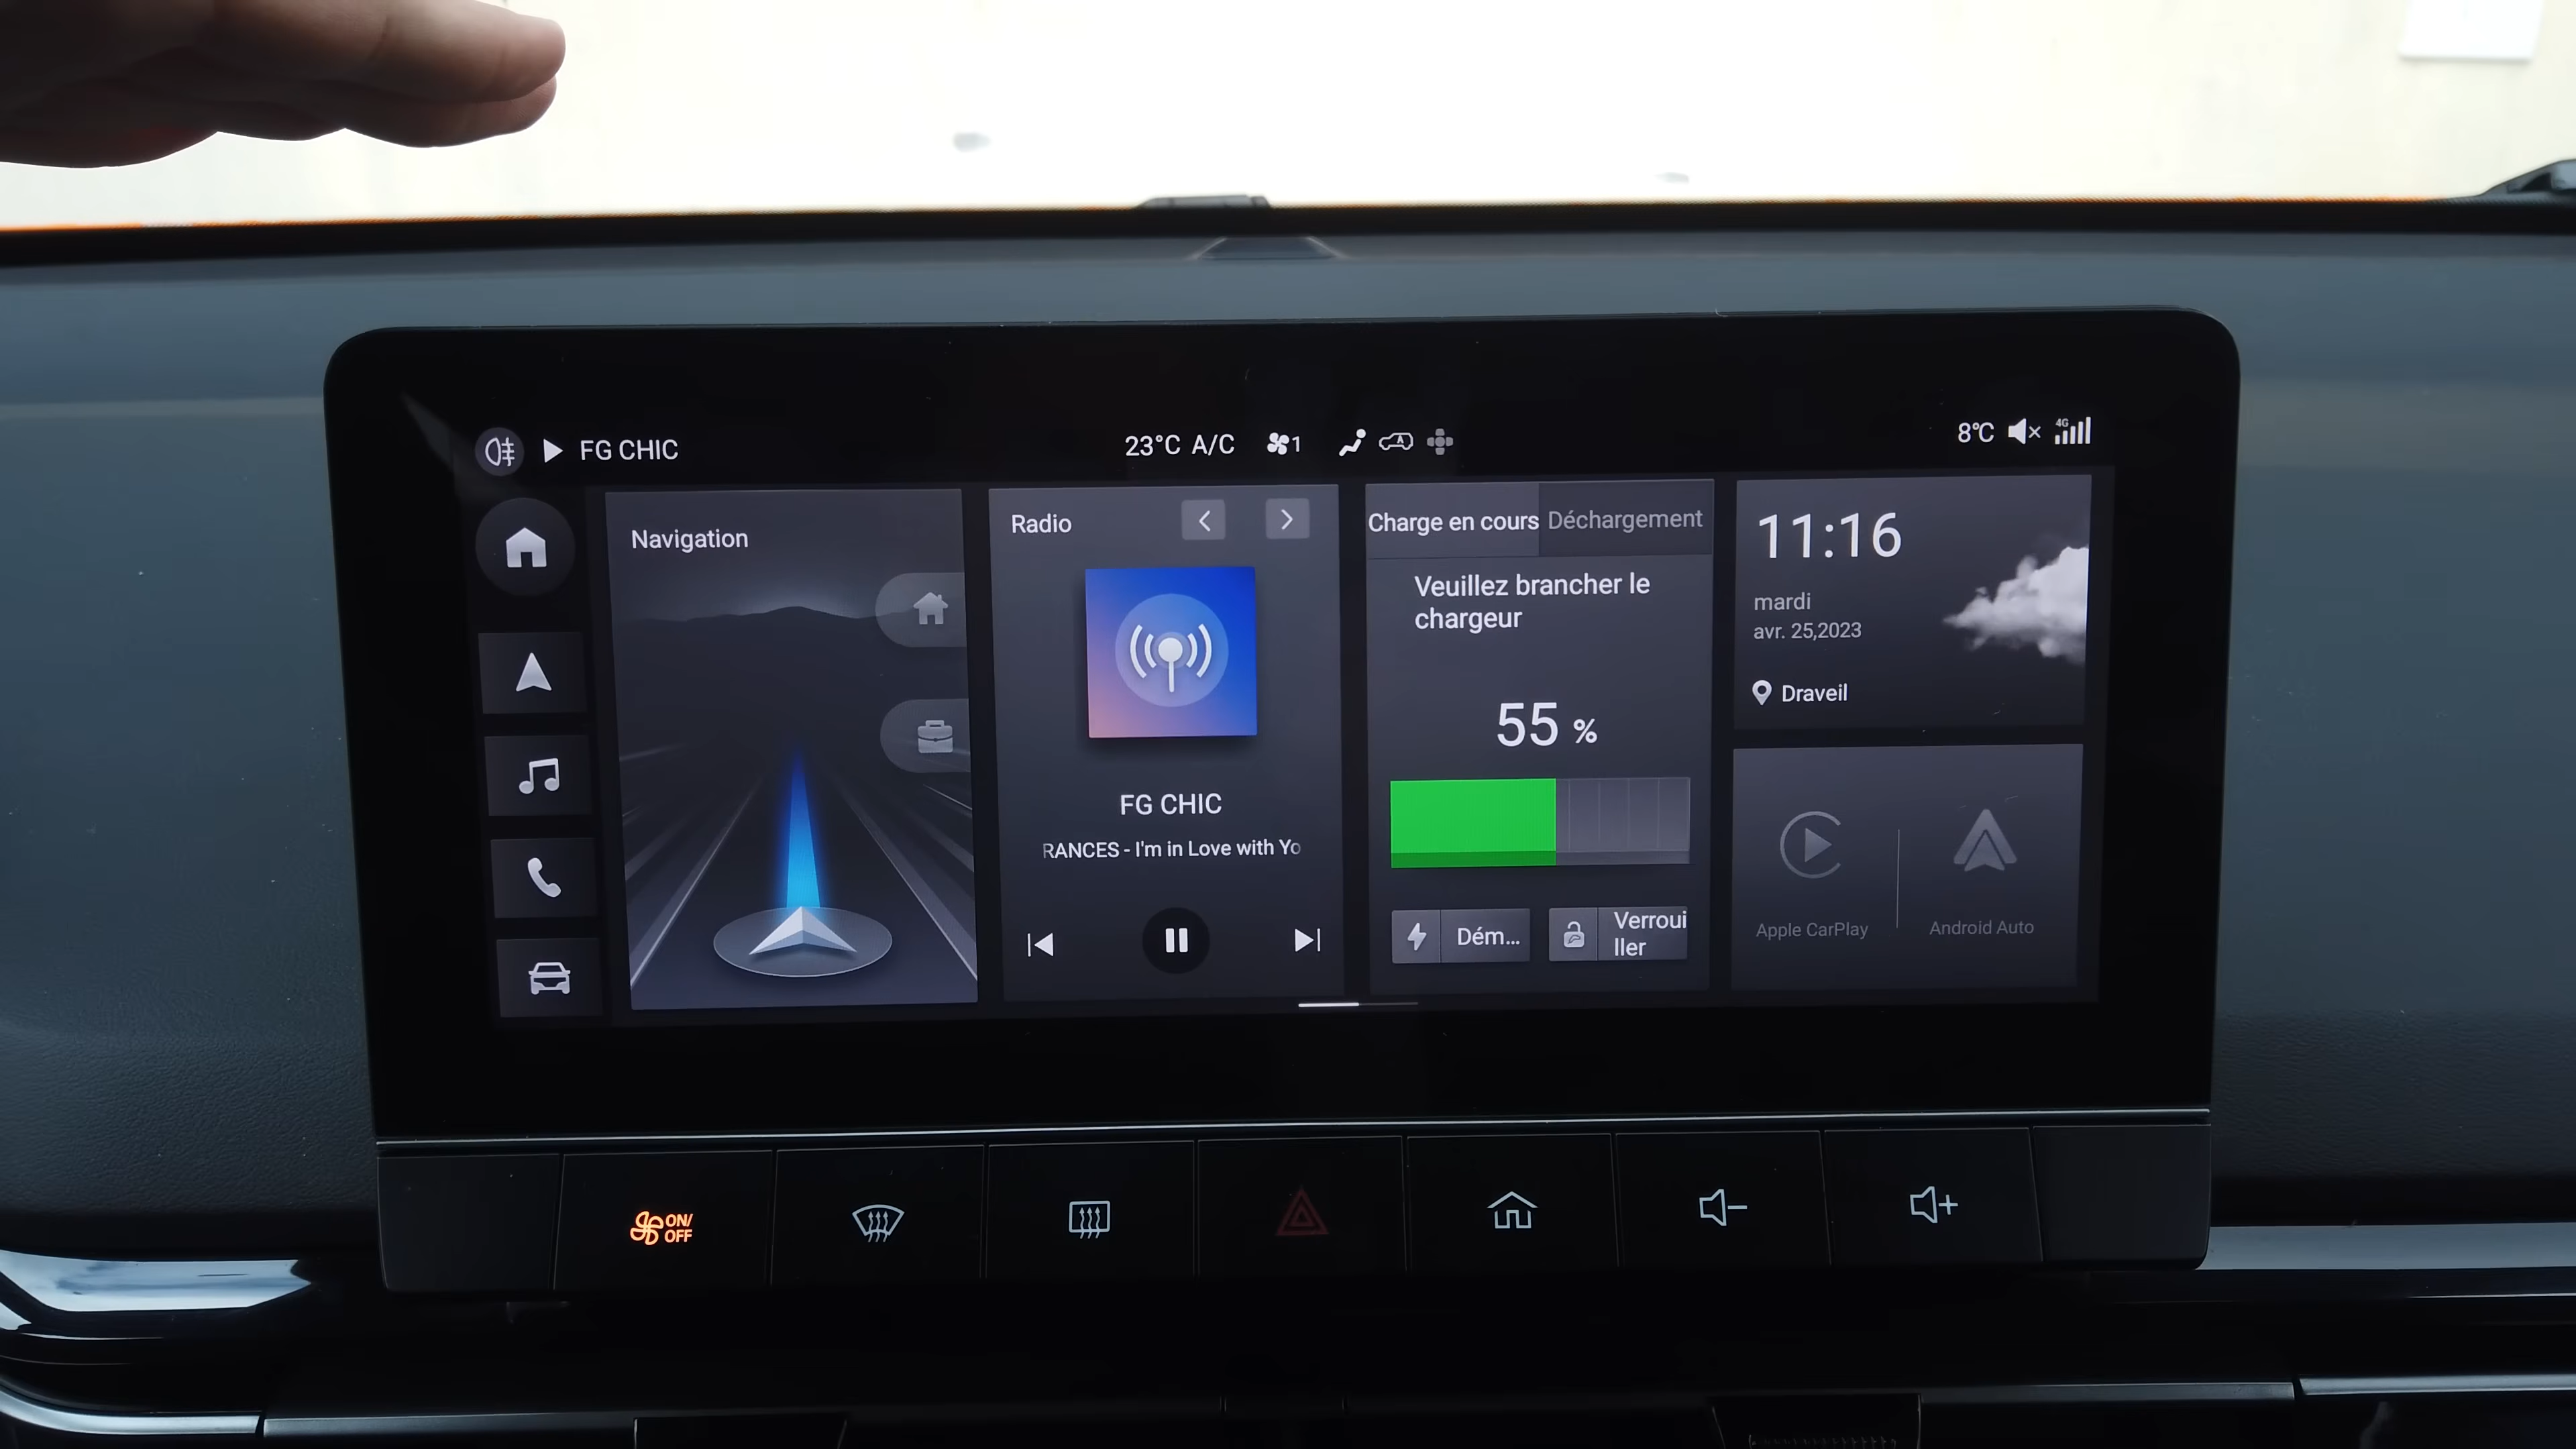 FG CHIC
23°C A/C
1
8°C
4G
Navigation
Radio
FG CHIC
RANCES - I'm in Love with Yo
Charge en cours
Déchargement
Veuillez brancher le
chargeur
55 %
Dém...
Verroui
ller
11:16
mardi
avr. 25,2023
Draveil
Apple CarPlay
Android Auto
ON/
OFF